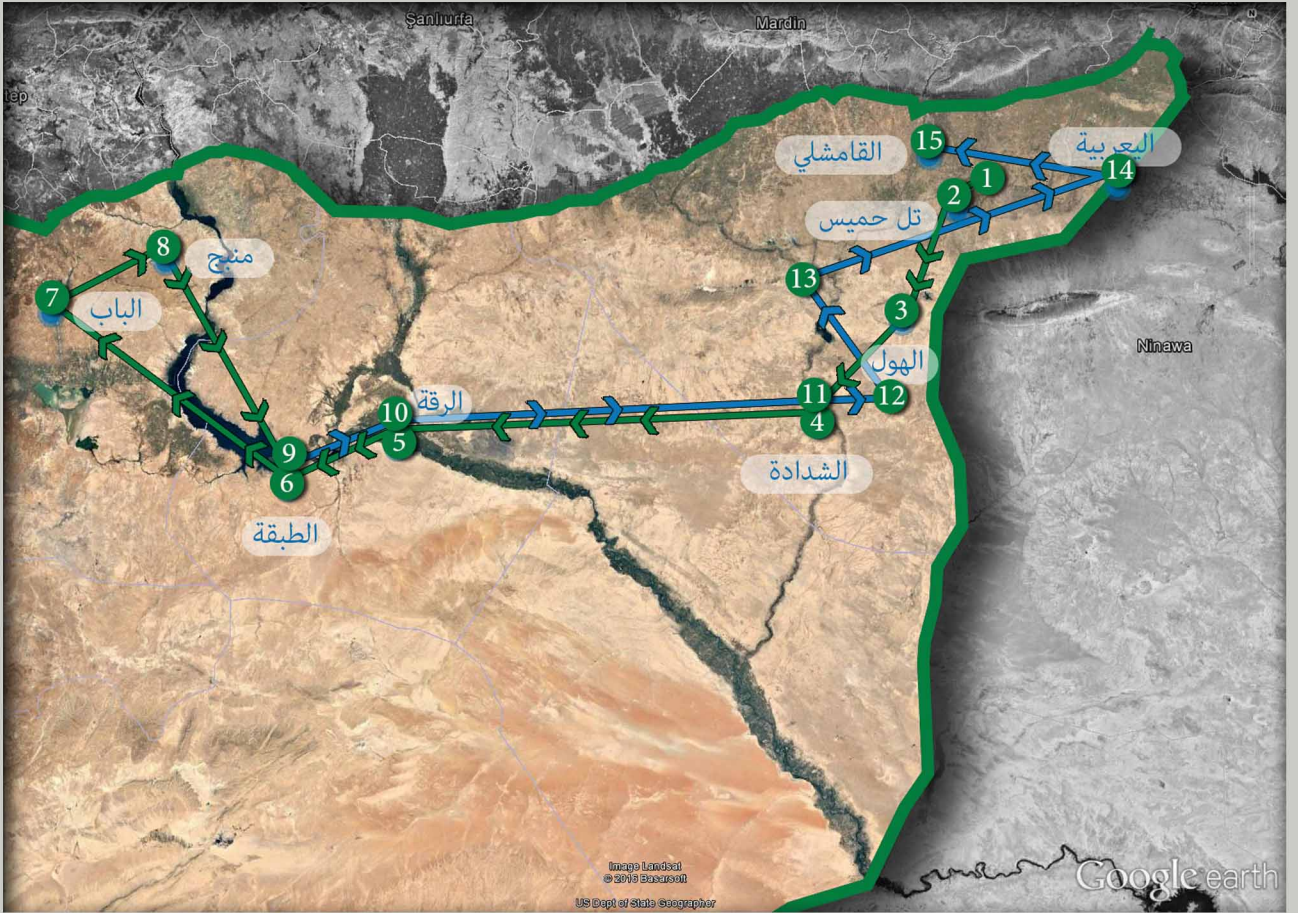 Şanlıurfa
Mardin
N
tep
15
القامشلي
اليعربية
14
1
2
تل حميس
8
منبج
13
7
الباب
3
Ninawa
الهول
11
12
10
الرقة
4
5
9
6
الشدادة
الطبقة
Image Landsat
© 2016 Basarsoft
US Dept of State Geographer
Google earth